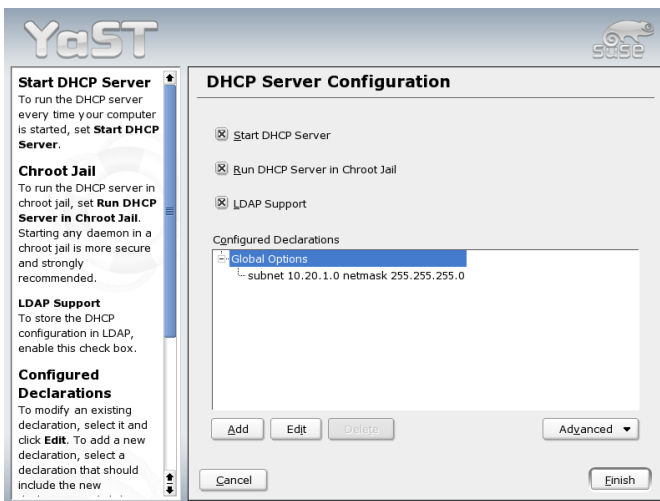 YaST
SUSE
Start DHCP Server
To run the DHCP server
every time your computer
is started, set Start DHCP
Server.
Chroot Jail
To run the DHCP server in
chroot jail, set Run DHCP
Server in Chroot Jail.
Starting any daemon in a
chroot jail is more secure
and strongly
recommended.
LDAP Support
To store the DHCP
configuration in LDAP,
enable this check box.
Configured
Declarations
To modify an existing
declaration, select it and
click Edit. To add a new
declaration, select a
declaration that should
include the new
DHCP Server Configuration
Start DHCP Server
Run DHCP Server in Chroot Jail
LDAP Support
Configured Declarations
Global Options
subnet 10.20.1.0 netmask 255.255.255.0
Add
Edit
Delete
Advanced
Cancel
Finish